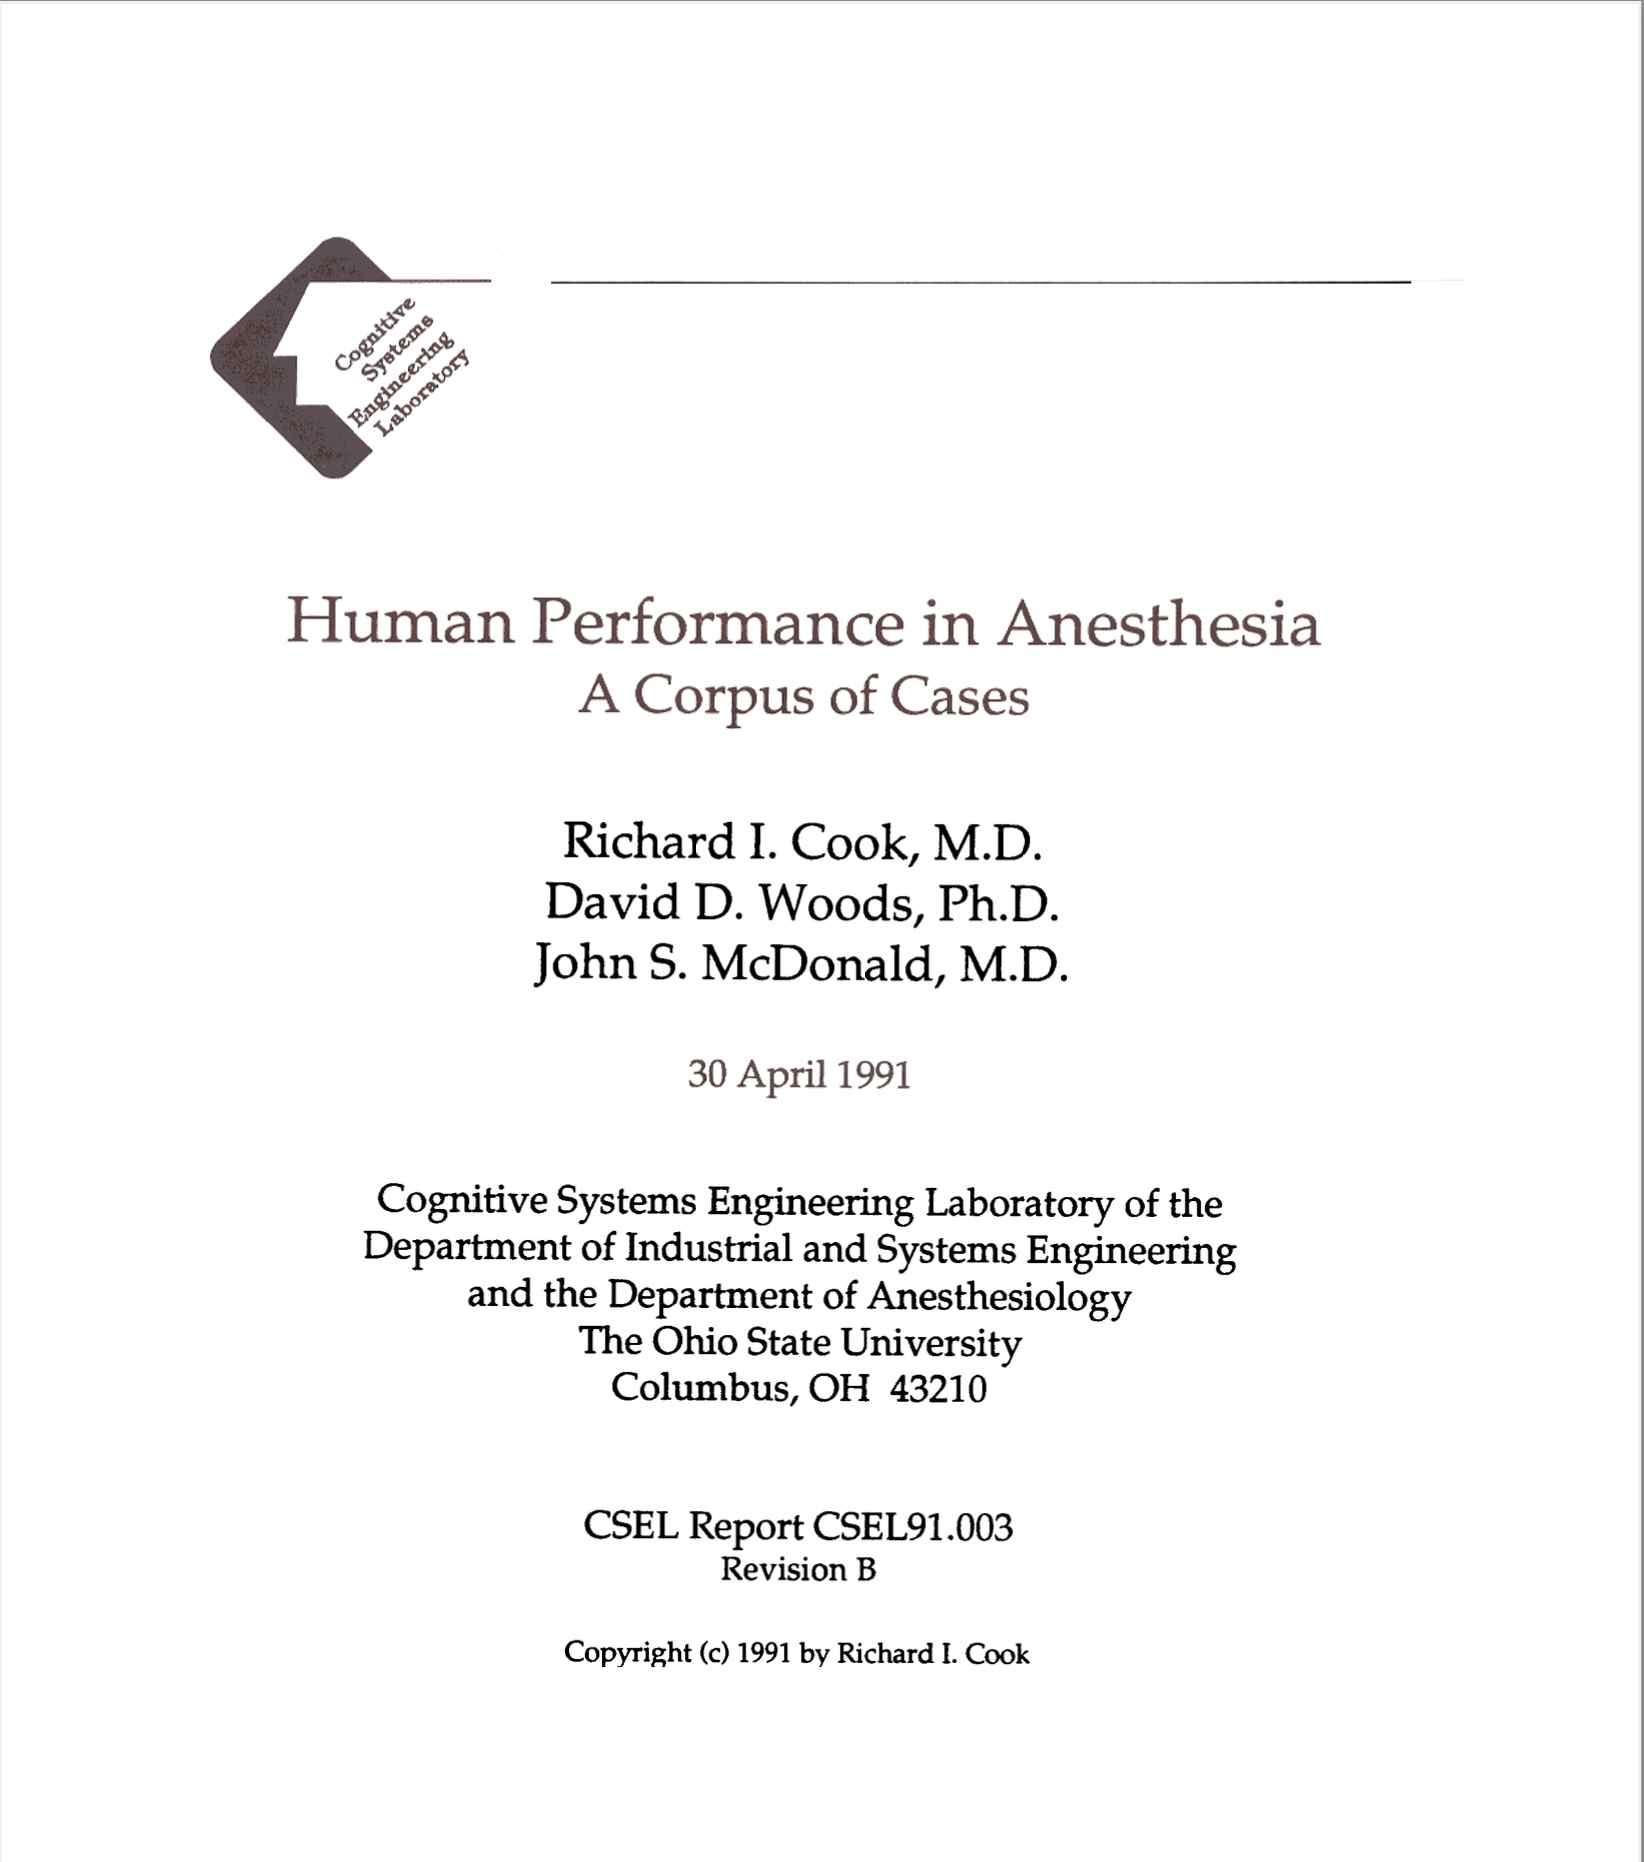 Cognitive
Systems
Engineering
Laboratory
Human Performance in Anesthesia
A Corpus of Cases
Richard I. Cook, M.D.
David D. Woods, Ph.D.
John S. McDonald, M.D.
30 April 1991
Cognitive Systems Engineering Laboratory of the
Department of Industrial and Systems Engineering
and the Department of Anesthesiology
The Ohio State University
Columbus, OH 43210
CSEL Report CSEL91.003
Revision B
Copyright (c) 1991 by Richard I. Cook